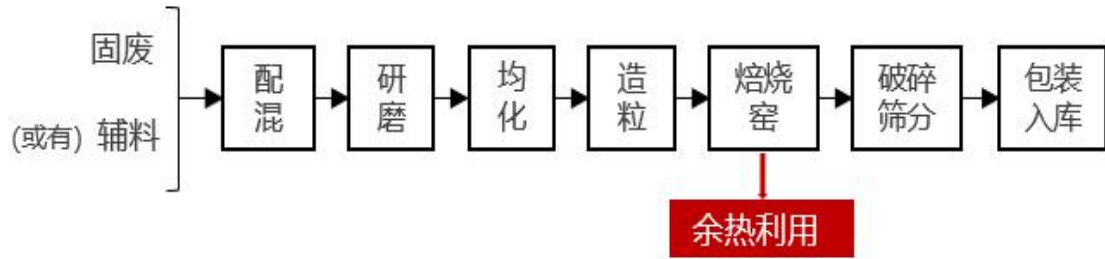 固废
(或有) 辅料
配
混
研
磨
均
化
造
粒
焙烧
窑
破碎
筛分
包装
入库
余热利用